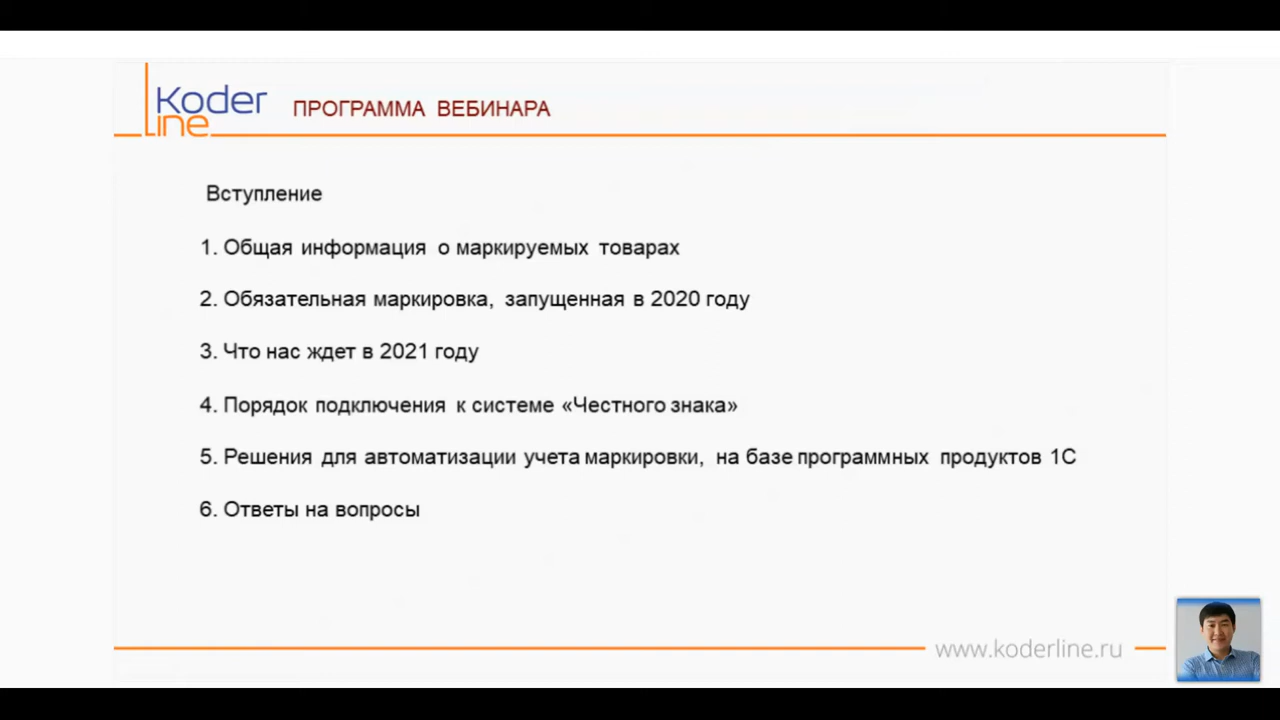 Koder
line
ПРОГРАММА ВЕБИНАРА
Вступление
1. Общая информация о маркируемых товарах
2. Обязательная маркировка, запущенная в 2020 году
3. Что нас ждет в 2021 году
4. Порядок подключения к системе «Честного знака»
5. Решения для автоматизации учета маркировки, на базе программных продуктов 1С
6. Ответы на вопросы
www.koderline.ru